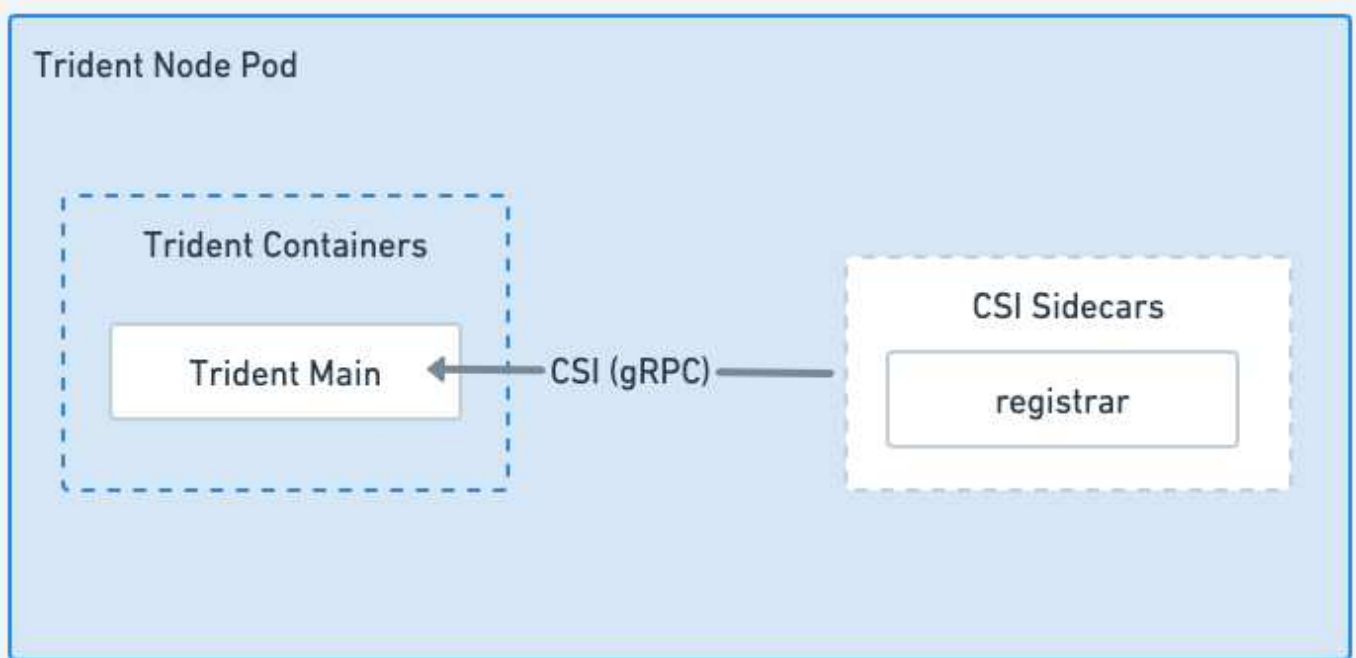 Trident Node Pod
Trident Containers
Trident Main
CSI (gRPC)
CSI Sidecars
registrar